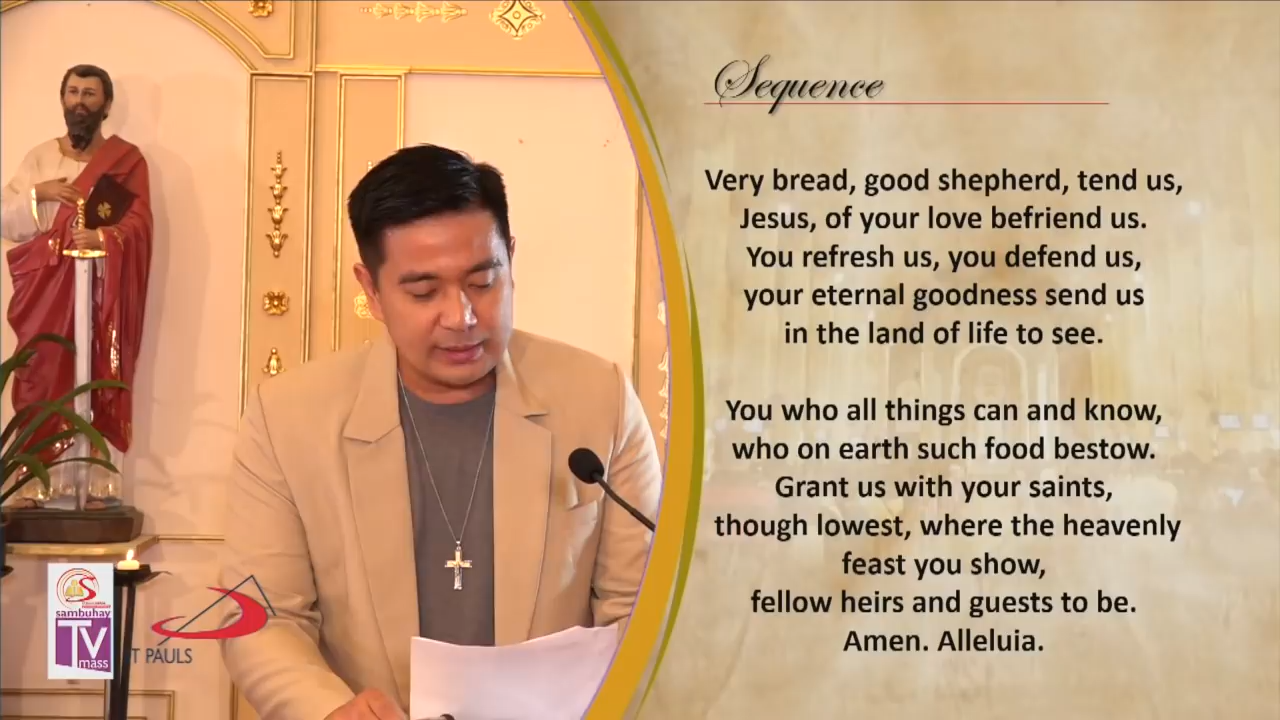 Sequence
Very bread, good shepherd, tend us,
Jesus, of your love befriend us.
You refresh us, you defend us,
your eternal goodness send us
in the land of life to see.
You who all things can and know,
who on earth such food bestow.
Grant us with your saints,
though lowest, where the heavenly
feast you show,
fellow heirs and guests to be.
Amen. Alleluia.
sambuhay
TV
mass
T PAULS